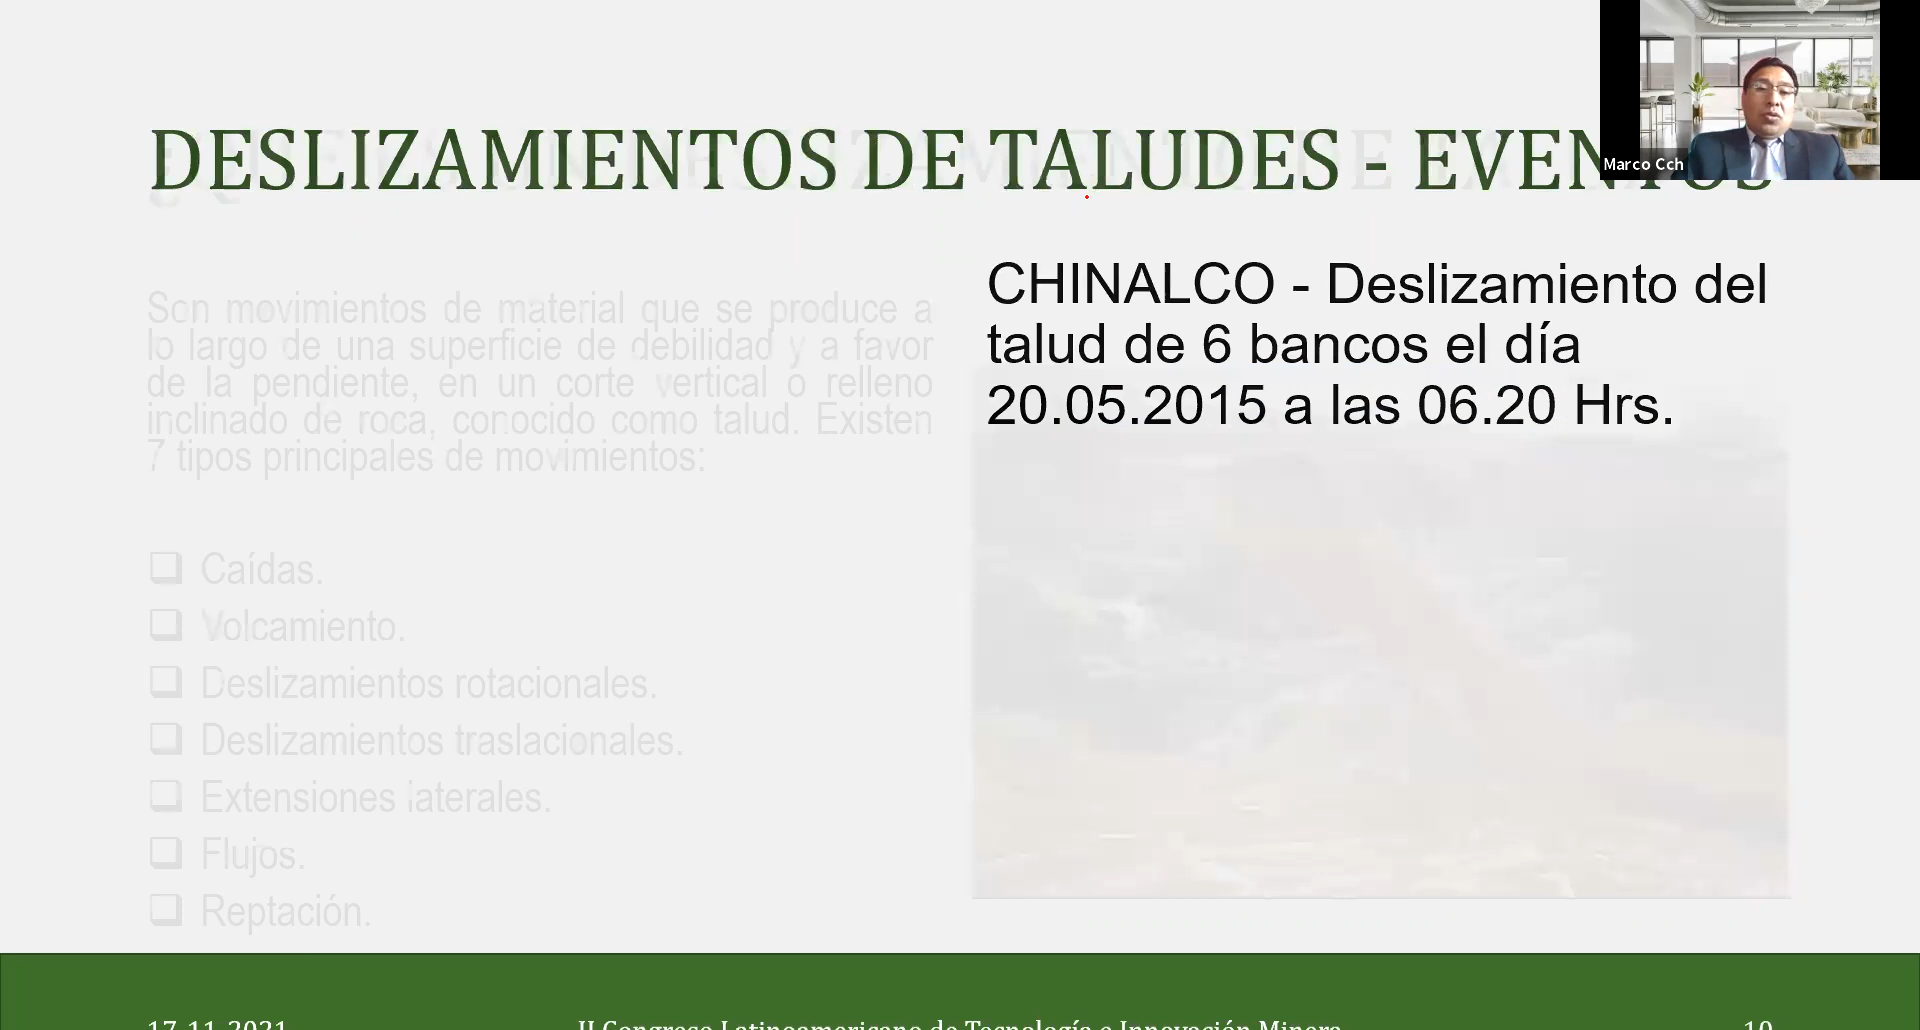 DESLIZAMIENTOS DE TALUDES - EVENTOS
Marco Cch
CHINALCO - Deslizamiento del
talud de 6 bancos el día
20.05.2015 a las 06.20 Hrs.
Son movimientos de material que se produce a
lo largo de una superficie de debilidad y a favor
de la pendiente, en un corte vertical o relleno
inclinado de roca, conocido como talud. Existen
7 tipos principales de movimientos:
❑ Caídas.
❑ Volcamiento.
❑ Deslizamientos rotacionales.
❑ Deslizamientos traslacionales.
❑ Extensiones laterales.
❑ Flujos.
❑ Reptación.
17-11-2021 II Congreso Latinoamericano de Tecnología e Innovación Minera 10